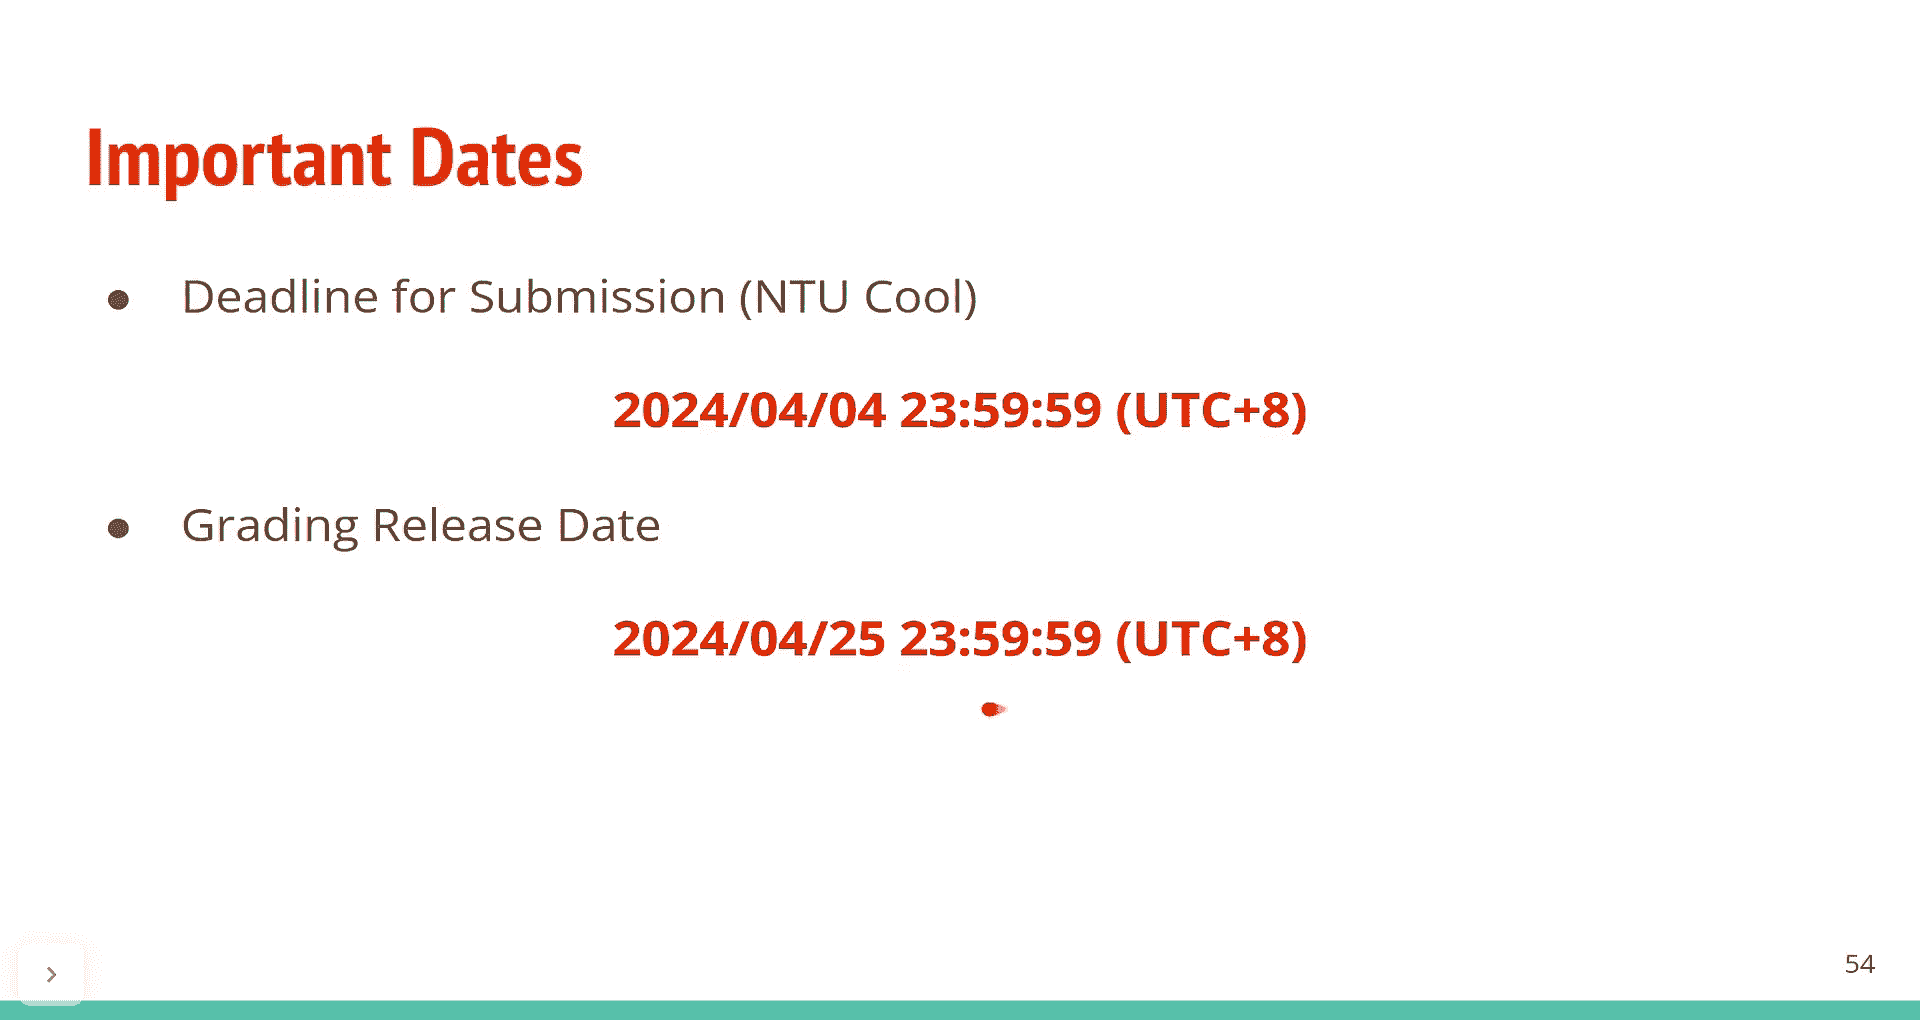 Important Dates
● Deadline for Submission (NTU Cool)
2024/04/04 23:59:59 (UTC+8)
● Grading Release Date
2024/04/25 23:59:59 (UTC+8)
54